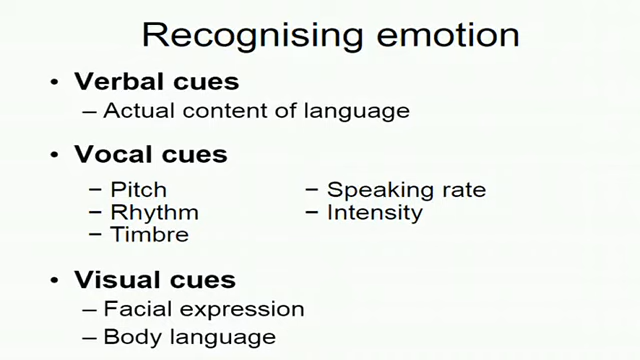 Recognising emotion
• Verbal cues
– Actual content of language
• Vocal cues
– Pitch
– Rhythm
– Timbre
– Speaking rate
– Intensity
• Visual cues
– Facial expression
– Body language